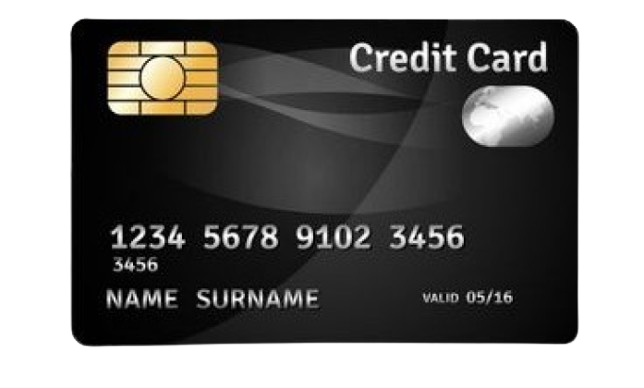 Credit Card
1234 5678 9102 3456
3456
NAME SURNAME
VALID 05/16